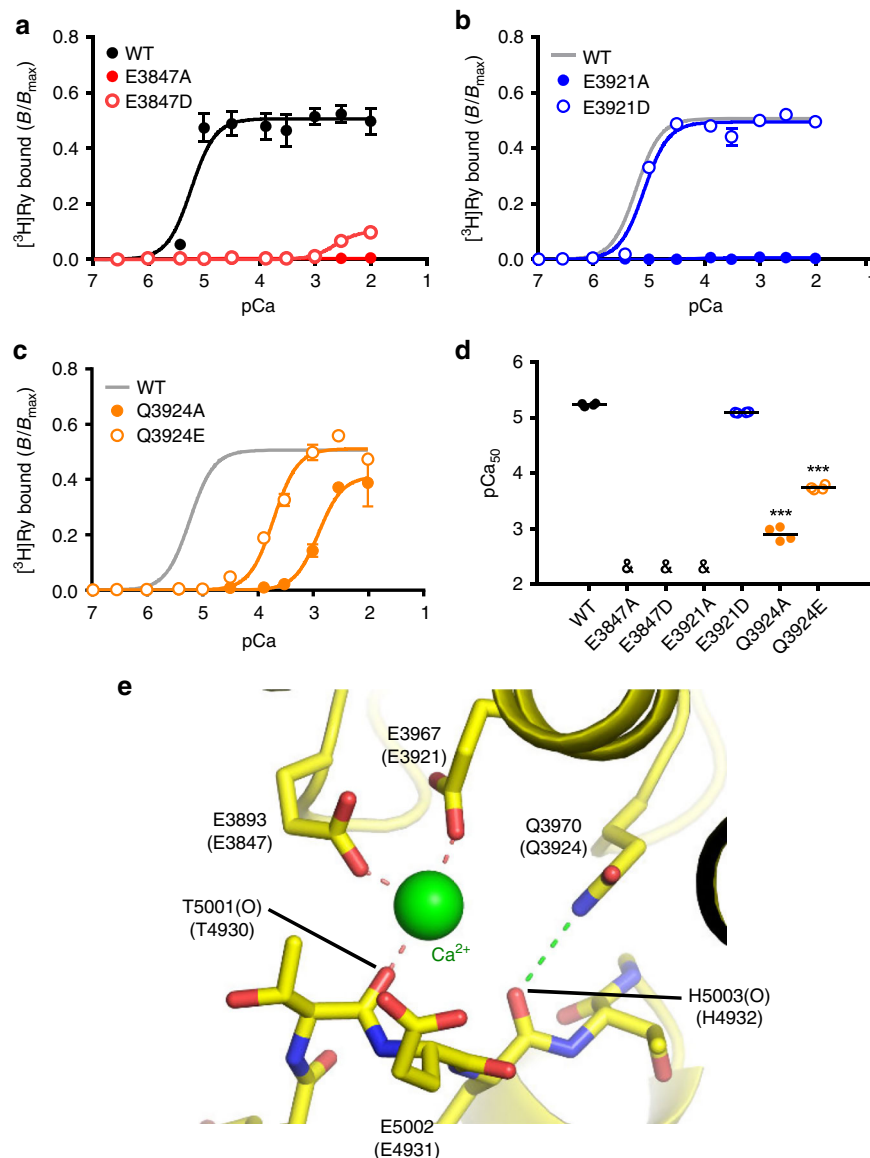 a
0.8
0.6
0.4
0.2
0.0
7 6 5 4 3 2 1
[³H]Ry bound (B/Bmax)
pCa
WT
E3847A
E3847D
b
0.8
0.6
0.4
0.2
0.0
7 6 5 4 3 2 1
[³H]Ry bound (B/Bmax)
pCa
WT
E3921A
E3921D
c
0.8
0.6
0.4
0.2
0.0
7 6 5 4 3 2 1
[³H]Ry bound (B/Bmax)
pCa
WT
Q3924A
Q3924E
d
6
5
4
3
2
pCa₅₀
& & & *** ***
WT E3847A E3847D E3921A E3921D Q3924A Q3924E
e
E3967
(E3921)
E3893
(E3847)
Q3970
(Q3924)
T5001(O)
(T4930)
Ca²⁺
H5003(O)
(H4932)
E5002
(E4931)